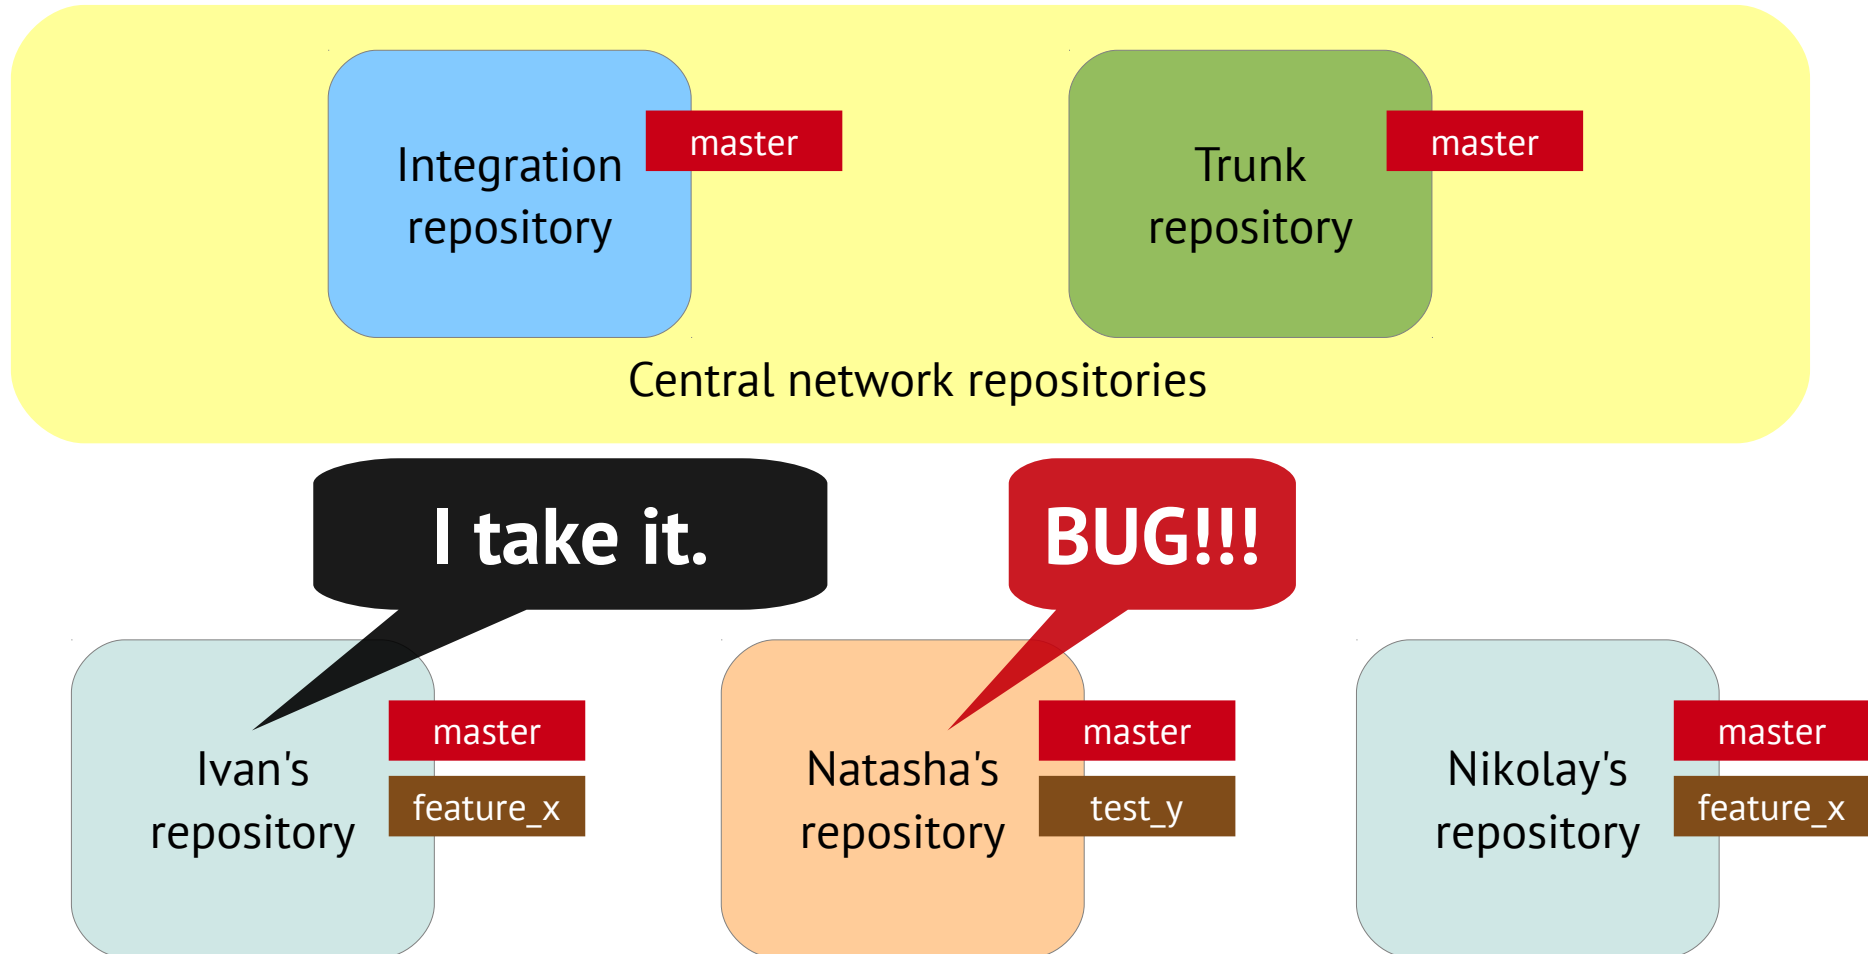 Integration
repository
master
Trunk
repository
master
Central network repositories
I take it.
BUG!!!
Ivan's
repository
master
feature_x
Natasha's
repository
master
test_y
Nikolay's
repository
master
feature_x